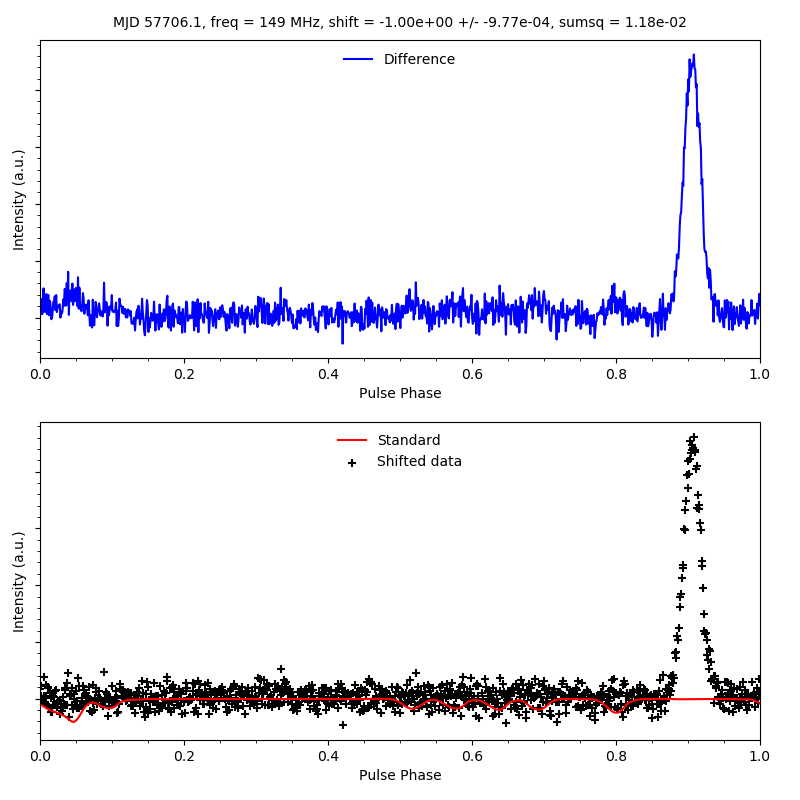 MJD 57706.1, freq = 149 MHz, shift = -1.00e+00 +/- -9.77e-04, sumsq = 1.18e-02
Difference
Intensity (a.u.)
0.0 0.2 0.4 0.6 0.8 1.0
Pulse Phase
Standard
Shifted data
Intensity (a.u.)
0.0 0.2 0.4 0.6 0.8 1.0
Pulse Phase